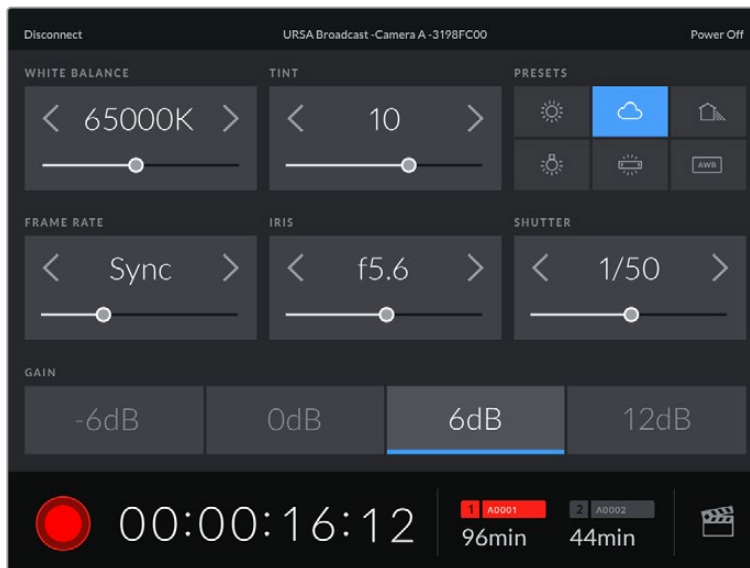 Disconnect
URSA Broadcast -Camera A -3198FC00
Power Off
WHITE BALANCE
TINT
PRESETS
65000K
10
AWB
FRAME RATE
IRIS
SHUTTER
Sync
f5.6
1/50
GAIN
-6dB
0dB
6dB
12dB
00:00:16:12
1 A0001
96min
2 A0002
44min